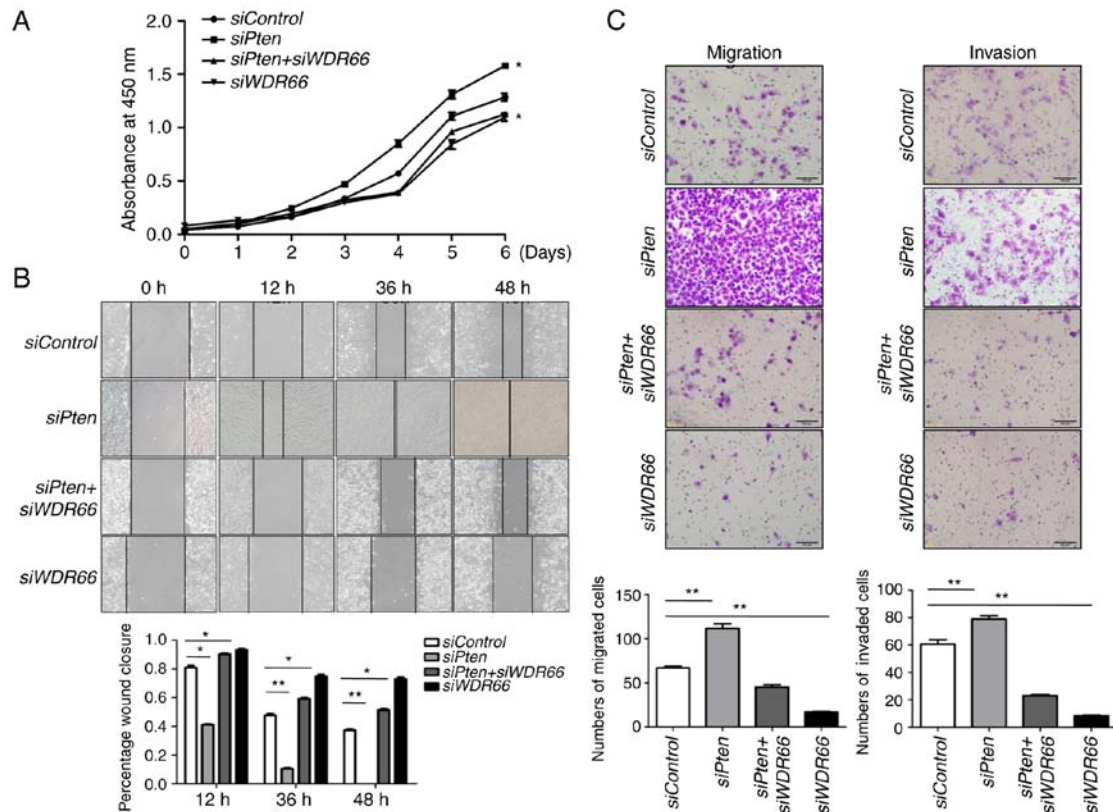 A
siControl
siPten
siPten+siWDR66
siWDR66
Absorbance at 450 nm
2.0
1.5
1.0
0.5
0.0
*
*
0 1 2 3 4 5 6 (Days)
B
0 h 12 h 36 h 48 h
siControl
siPten
siPten+
siWDR66
siWDR66
Percentage wound closure
1.0
0.8
0.6
0.4
0.2
0.0
* * * ** * **
12 h 36 h 48 h
siControl
siPten
siPten+siWDR66
siWDR66
C
Migration
siControl
siPten
siPten+
siWDR66
siWDR66
Invasion
siControl
siPten
siPten+
siWDR66
siWDR66
Numbers of migrated cells
150
100
50
0
**
**
siControl
siPten
siPten+
siWDR66
siWDR66
Numbers of invaded cells
100
80
60
40
20
0
**
**
siControl
siPten
siPten+
siWDR66
siWDR66